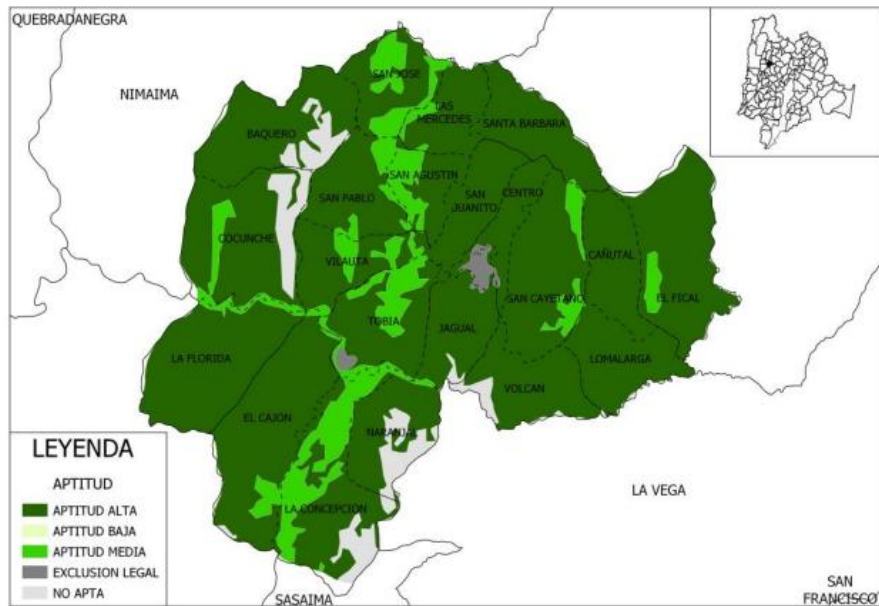 QUEBRADANEGRA
NIMAIMA
SAN JOSE
LAS
MERCEDES
SANTA BARBARA
BAQUERO
SAN AGUSTIN
SAN PABLO
SAN
JUANITO
CENTRO
COCUNCHE
VILAUTA
CAÑUTAL
SAN CAYETANO
EL FICAL
TOBIA
JAGUAL
LA FLORIDA
LOMALARGA
VOLCAN
EL CAJON
NARANJAL
LA CONCEPCION
LA VEGA
SASAIMA
SAN
FRANCISCO
LEYENDA
APTITUD
APTITUD ALTA
APTITUD BAJA
APTITUD MEDIA
EXCLUSION LEGAL
NO APTA